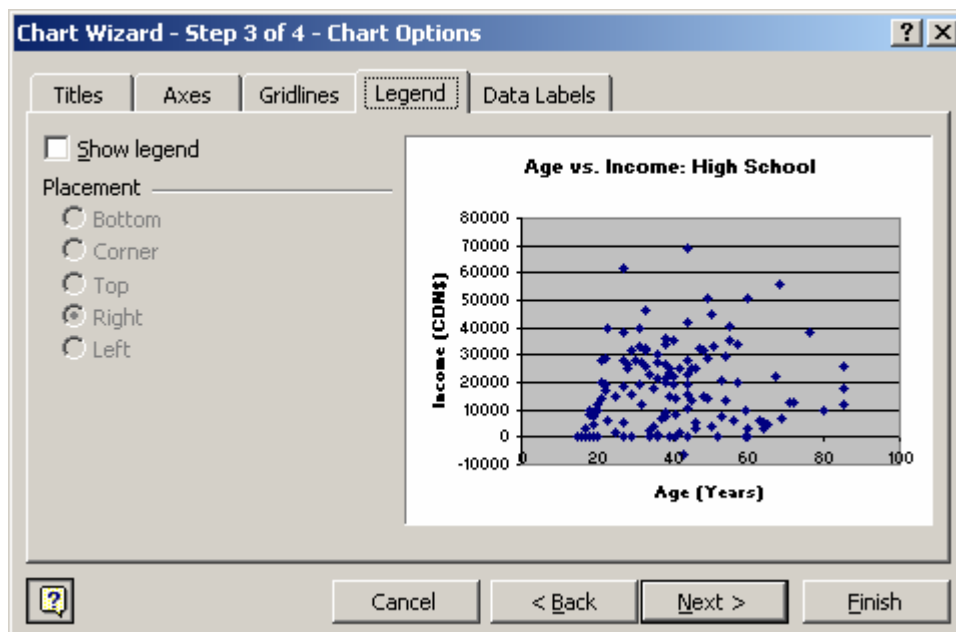 Chart Wizard - Step 3 of 4 - Chart Options
Titles
Axes
Gridlines
Legend
Data Labels
Show legend
Placement
Bottom
Corner
Top
Right
Left
Age vs. Income: High School
Income (CDN$)
80000
70000
60000
50000
40000
30000
20000
10000
0
-10000
0
20
40
60
80
100
Age (Years)
Cancel
< Back
Next >
Finish